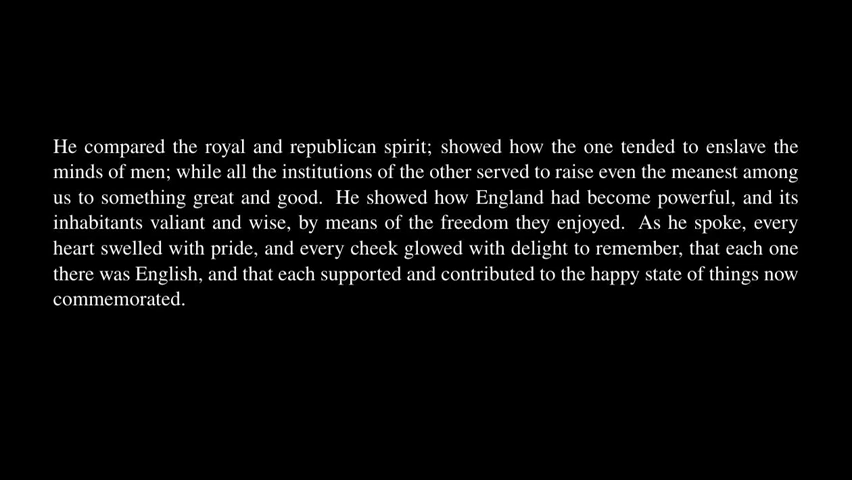 He compared the royal and republican spirit; showed how the one tended to enslave the
minds of men; while all the institutions of the other served to raise even the meanest among
us to something great and good. He showed how England had become powerful, and its
inhabitants valiant and wise, by means of the freedom they enjoyed. As he spoke, every
heart swelled with pride, and every cheek glowed with delight to remember, that each one
there was English, and that each supported and contributed to the happy state of things now
commemorated.